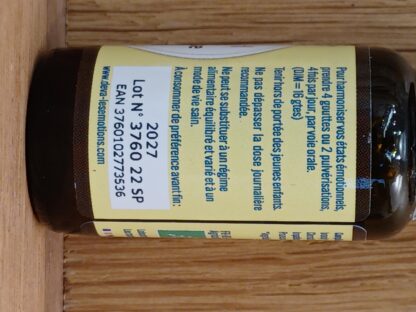 Pour harmoniser vos états émotionnels,
prendre 4 gouttes ou 2 pulvérisations,
4 fois par jour, par voie orale.
(DJM = 16 gtes)
Tenir hors de portée des jeunes enfants.
Ne pas dépasser la dose journalière
recommandée.
Ne peut se substituer à un régime
alimentaire équilibré et varié et à un
mode de vie sain.
À consommer de préférence avant fin :
2027
Lot N° 3760 22 SP
EAN 3760102773536
www.deva-lesemotions.com